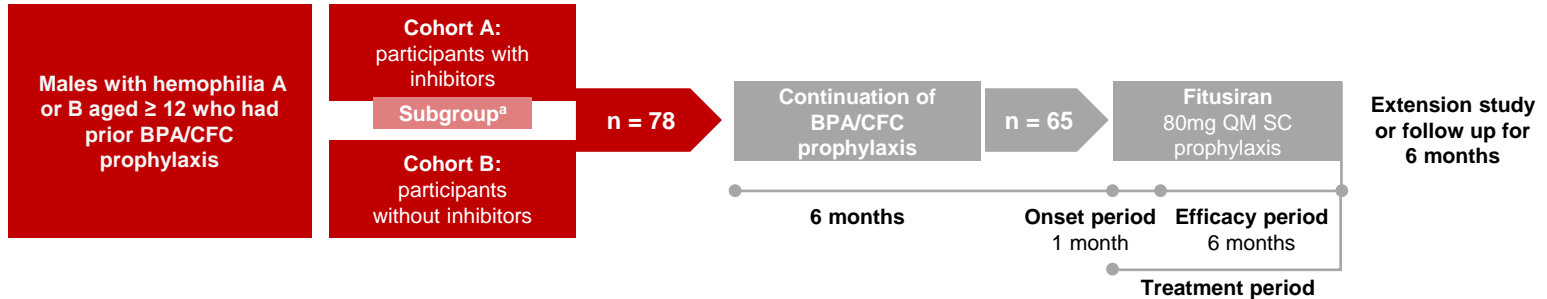 Males with hemophilia A
or B aged ≥ 12 who had
prior BPA/CFC
prophylaxis
Cohort A:
participants with
inhibitors
Subgroupᵃ
Cohort B:
participants
without inhibitors
n = 78
Continuation of
BPA/CFC
prophylaxis
n = 65
Fitusiran
80mg QM SC
prophylaxis
Extension study
or follow up for
6 months
6 months
Onset period
1 month
Efficacy period
6 months
Treatment period